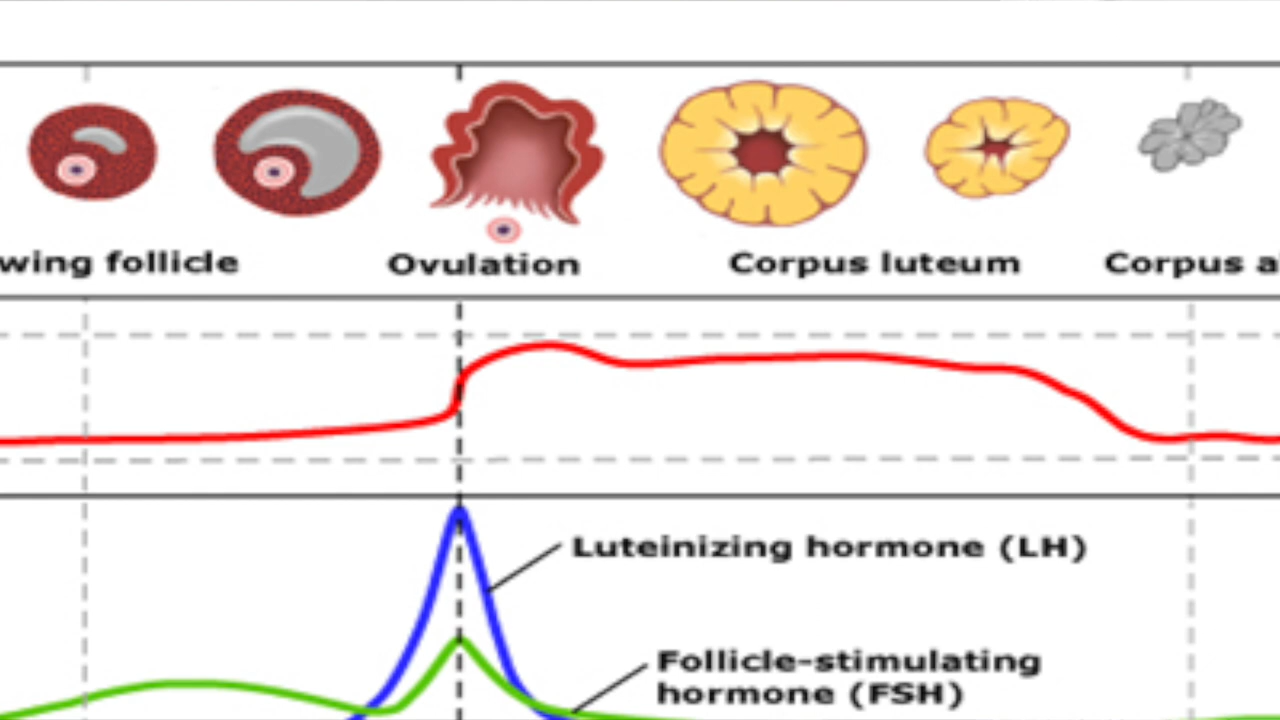 wing follicle
Ovulation
Corpus luteum
Corpus a
Luteinizing hormone (LH)
Follicle-stimulating
hormone (FSH)